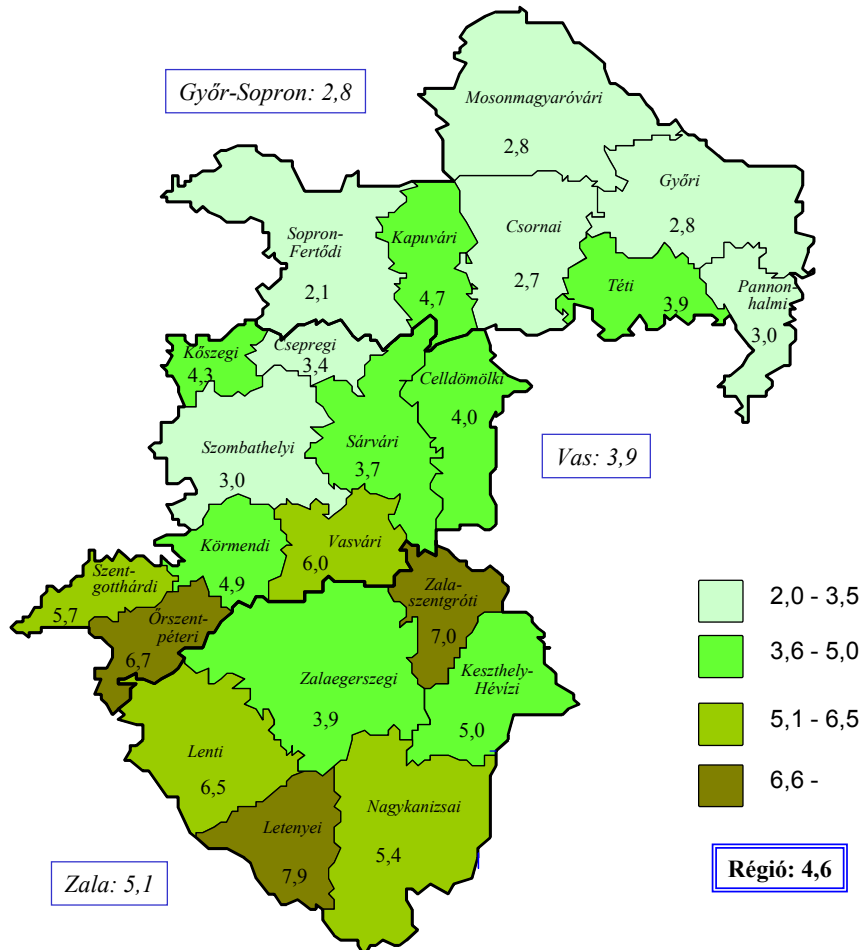 Győr-Sopron: 2,8
Mosonmagyaróvári
2,8
Győri
2,8
Sopron-
Fertődi
2,1
Kapuvári
4,7
Csornai
2,7
Téti
3,9
Pannon-
halmi
3,0
Kőszegi
4,3
Csepregi
3,4
Celldömölki
4,0
Szombathelyi
3,0
Sárvári
3,7
Vas: 3,9
Körmendi
4,9
Vasvári
6,0
Szent-
gotthárdi
5,7
Őrszent-
péteri
6,7
Zala-
szentgróti
7,0
Zalaegerszegi
3,9
Keszthely-
Hévízi
5,0
Lenti
6,5
Letenyei
7,9
Nagykanizsai
5,4
Zala: 5,1
2,0 - 3,5
3,6 - 5,0
5,1 - 6,5
6,6 -
Régió: 4,6